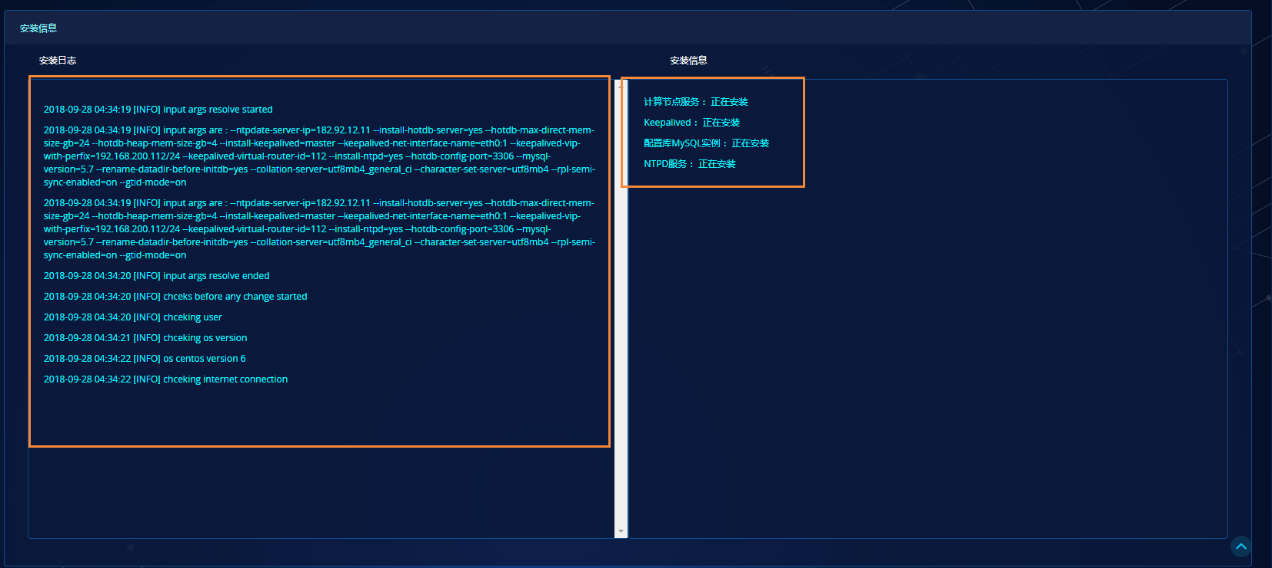 安装信息
安装日志
2018-09-28 04:34:19 [INFO] input args resolve started
2018-09-28 04:34:19 [INFO] input args are : --ntpdate-server-ip=182.92.12.11 --install-hotdb-server=yes --hotdb-max-direct-mem-
size-gb=24 --hotdb-heap-mem-size-gb=4 --install-keepalived=master --keepalived-net-interface-name=eth0:1 --keepalived-vip-
with-perfix=192.168.200.112/24 --keepalived-virtual-router-id=112 --install-ntpd=yes --hotdb-config-port=3306 --mysql-
version=5.7 --rename-datadir-before-initdb=yes --collation-server=utf8mb4_general_ci --character-set-server=utf8mb4 --rpl-semi-
sync-enabled=on --gtid-mode=on
2018-09-28 04:34:19 [INFO] input args are : --ntpdate-server-ip=182.92.12.11 --install-hotdb-server=yes --hotdb-max-direct-mem-
size-gb=24 --hotdb-heap-mem-size-gb=4 --install-keepalived=master --keepalived-net-interface-name=eth0:1 --keepalived-vip-
with-perfix=192.168.200.112/24 --keepalived-virtual-router-id=112 --install-ntpd=yes --hotdb-config-port=3306 --mysql-
version=5.7 --rename-datadir-before-initdb=yes --collation-server=utf8mb4_general_ci --character-set-server=utf8mb4 --rpl-semi-
sync-enabled=on --gtid-mode=on
2018-09-28 04:34:20 [INFO] input args resolve ended
2018-09-28 04:34:20 [INFO] chceks before any change started
2018-09-28 04:34:20 [INFO] chceking user
2018-09-28 04:34:21 [INFO] chceking os version
2018-09-28 04:34:22 [INFO] os centos version 6
2018-09-28 04:34:22 [INFO] chceking internet connection
安装信息
计算节点服务： 正在安装
Keepalived： 正在安装
配置库MySQL实例： 正在安装
NTPD服务： 正在安装